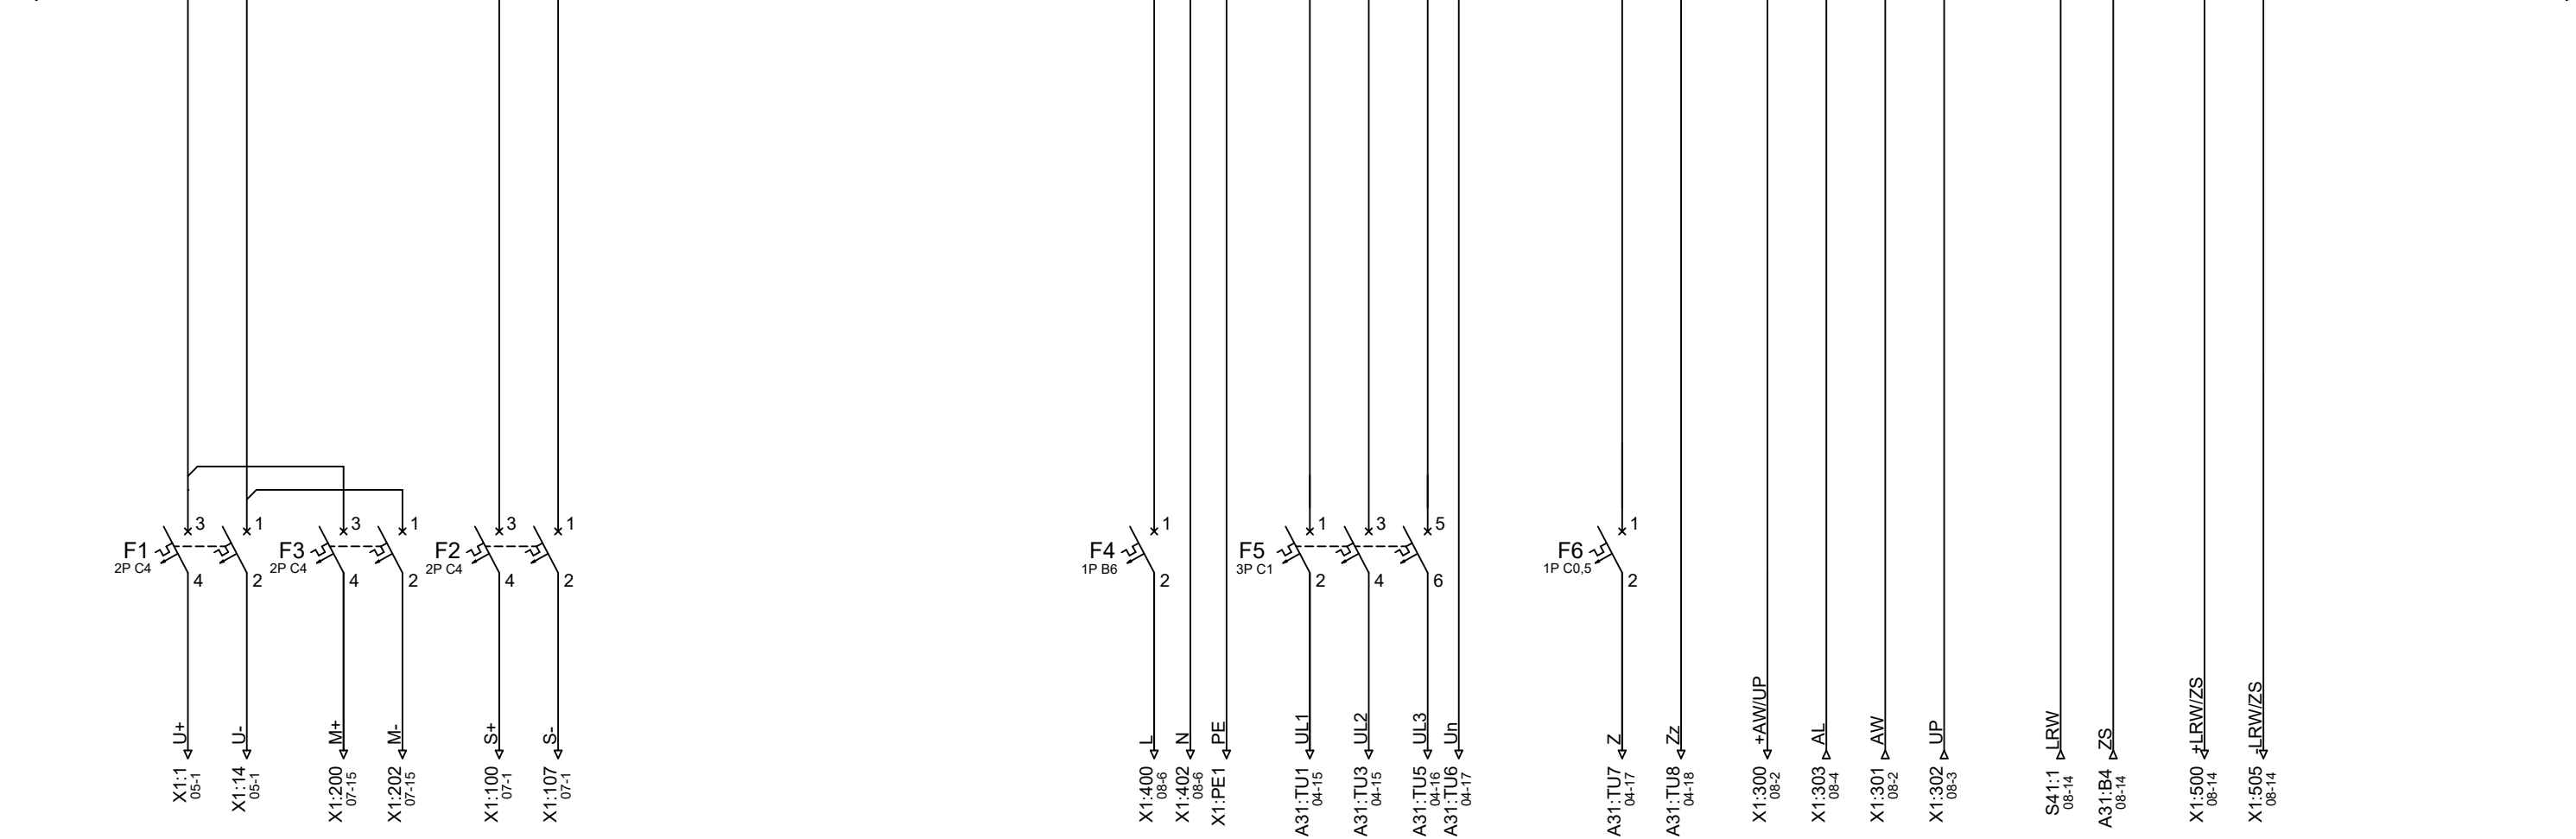 3
1
3
1
3
1
1
1
3
5
1
F1
2P C4
F3
2P C4
F2
2P C4
F4
1P B6
F5
3P C1
F6
1P C0,5
4
2
4
2
4
2
2
2
4
6
2
U+
U-
M+
M-
S+
S-
L
N
PE
UL1
UL2
UL3
Un
Z
Zz
+AW/UP
AL
AW
UP
LRW
ZS
+LRW/ZS
-LRW/ZS
X1:1
05-1
X1:14
05-1
X1:200
07-15
X1:202
07-15
X1:100
07-1
X1:107
07-1
X1:400
08-6
X1:402
08-6
X1:PE1
A31:TU1
04-15
A31:TU3
04-15
A31:TU5
04-16
A31:TU6
04-17
A31:TU7
04-17
A31:TU8
04-18
X1:300
08-2
X1:303
08-4
X1:301
08-2
X1:302
08-3
S41:1
08-14
A31:B4
08-14
X1:500
08-14
X1:505
08-14